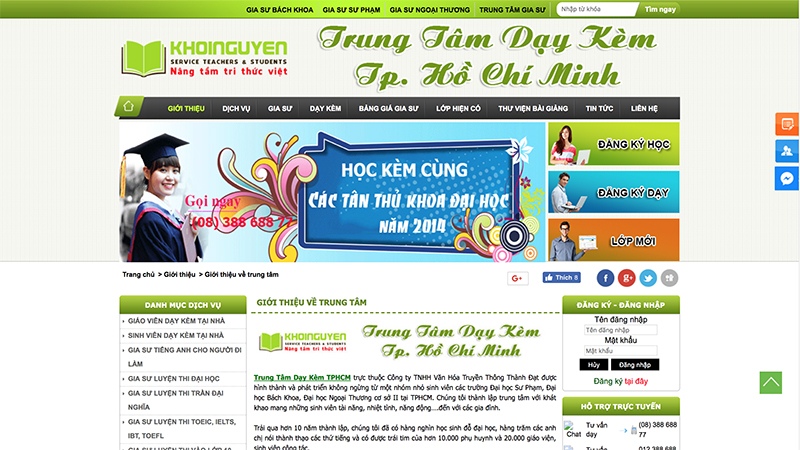 GIA SƯ BÁCH KHOA GIA SƯ SƯ PHẠM GIA SƯ NGOẠI THƯƠNG TRUNG TÂM GIA SƯ Nhập từ khóa Tìm ngay
KHOINGUYEN
SERVICE TEACHERS & STUDENTS
Nâng tầm tri thức việt
Trung Tâm Dạy Kèm
Tp. Hồ Chí Minh
GIỚI THIỆU DỊCH VỤ GIA SƯ DẠY KÈM BẢNG GIÁ GIA SƯ LỚP HIỆN CÓ THƯ VIỆN BÀI GIẢNG TIN TỨC LIÊN HỆ
Gọi ngay
(08) 388 688 77
HỌC KÈM CÙNG
CÁC TÂN THỦ KHOA ĐẠI HỌC
NĂM 2014
ĐĂNG KÝ HỌC
ĐĂNG KÝ DẠY
LỚP MỚI
Trang chủ > Giới thiệu > Giới thiệu về trung tâm
G+ Thích 8
DANH MỤC DỊCH VỤ
GIÁO VIÊN DẠY KÈM TẠI NHÀ
SINH VIÊN DẠY KÈM TẠI NHÀ
GIA SƯ TIẾNG ANH CHO NGƯỜI ĐI
LÀM
GIA SƯ LUYỆN THI ĐẠI HỌC
GIA SƯ LUYỆN THI TRẦN ĐẠI
NGHĨA
GIA SƯ LUYỆN THI TOEIC, IELTS,
IBT, TOEFL
GIA SƯ LUYỆN THI VÀO LỚP 10
GIỚI THIỆU VỀ TRUNG TÂM
KHOINGUYEN
SERVICE TEACHERS & STUDENTS
Nâng tầm tri thức việt
Trung Tâm Dạy Kèm
Tp. Hồ Chí Minh
Trung Tâm Dạy Kèm TPHCM trực thuộc Công ty TNHH Văn Hóa Truyền Thông Thành Đạt được
hình thành và phát triển không ngừng từ một nhóm nhỏ sinh viên các trường Đại học Sư Phạm, Đại
học Bách Khoa, Đại học Ngoại Thương cơ sở II tại TPHCM. Chúng tôi thành lập trung tâm với khát
khao mang những sinh viên tài năng, nhiệt tình, năng động....đến với các gia đình.
Trải qua hơn 10 năm thành lập, chúng tôi đã có hàng nghìn học sinh đỗ đại học, hàng trăm các anh
chị nói thành thạo các thứ tiếng và có được trái tim của hơn 10.000 phụ huynh và 20.000 giáo viên,
sinh viên công tác.
ĐĂNG KÝ - ĐĂNG NHẬP
Tên đăng nhập
Tên đăng nhập
Mật khẩu
Mật khẩu
Hủy Đăng nhập
Đăng ký tại đây
HỖ TRỢ TRỰC TUYẾN
Chat Tư vấn dạy (08) 388 688 77
Tư vấn 012 388 688